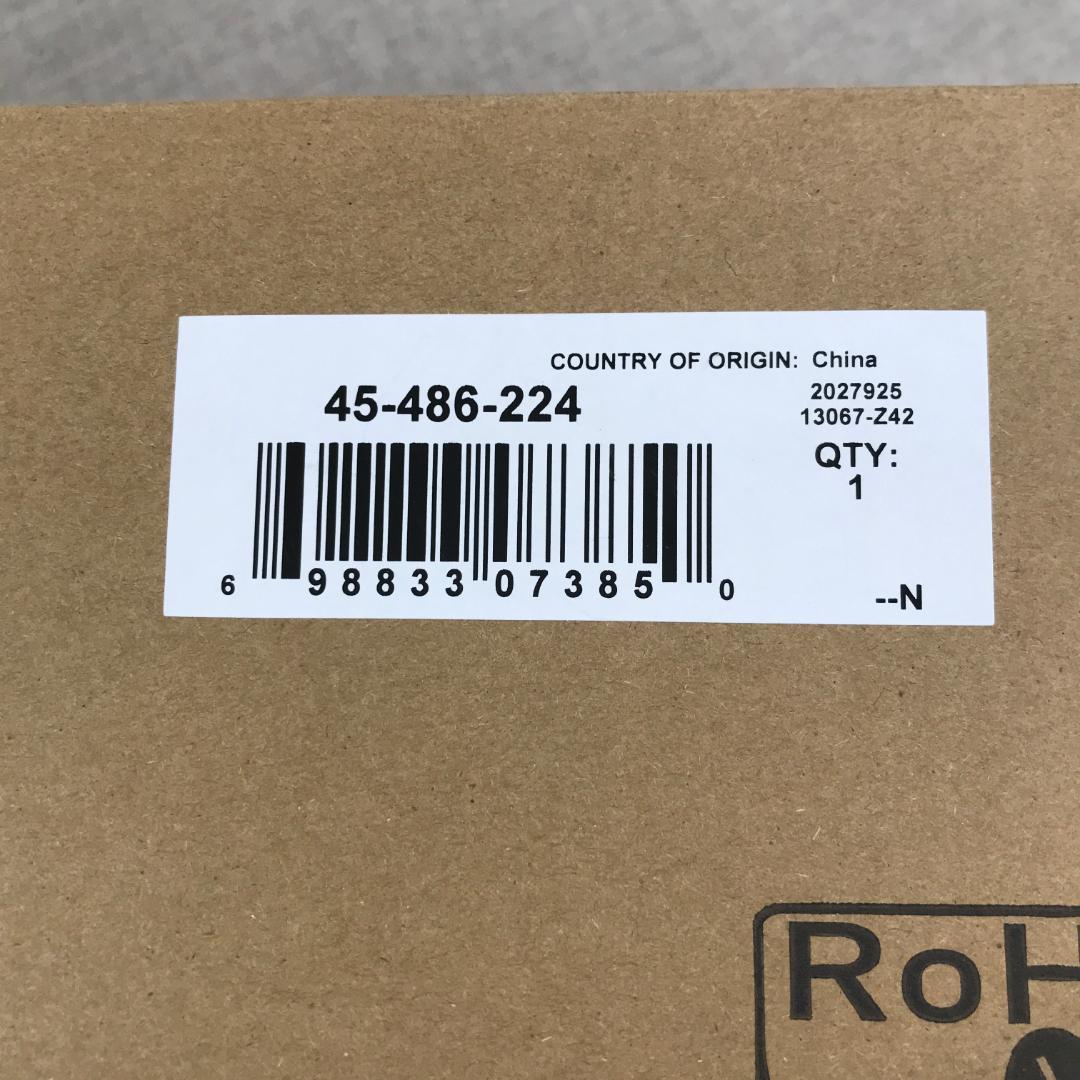 COUNTRY OF ORIGIN: China
45-486-224
2027925
13067-Z42
QTY:
1
6 98833 07385 0
--N
RoH